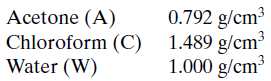 Acetone (A) 0.792 g/cm³
Chloroform (C) 1.489 g/cm³
Water (W) 1.000 g/cm³